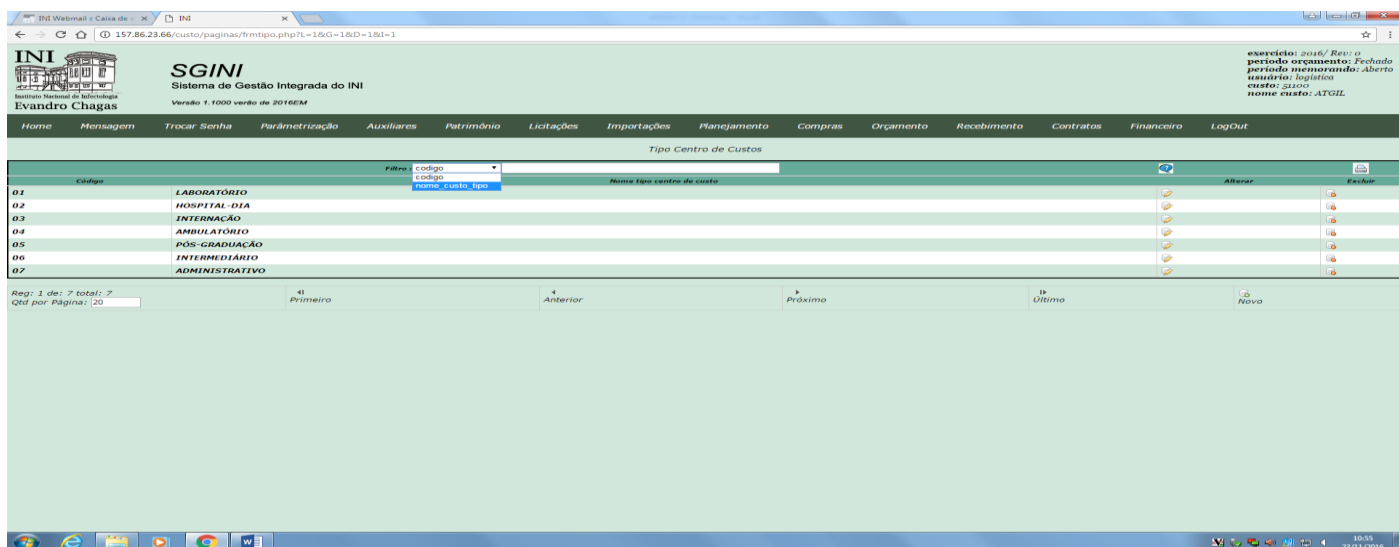 INI Webmail :: Caixa de
INI
157.86.23.66/custo/paginas/frmtipo.php?L=1&G=1&D=1&I=1
INI
Instituto Nacional de Infectologia
Evandro Chagas
SGINI
Sistema de Gestão Integrada do INI
Versão 1.1000 verão de 2016EM
exercício: 2016/ Rev: 0
período orçamento: Fechado
período memorando: Aberto
usuário: logistica
custo: 51100
nome custo: ATGIL
Home Mensagem Trocar Senha Parâmetrização Auxiliares Patrimônio Licitações Importações Planejamento Compras Orçamento Recebimento Contratos Financeiro LogOut
Tipo Centro de Custos
Filtro : codigo
codigo
nome_custo_tipo
Código Nome tipo centro de custo Alterar Excluir
01 LABORATÓRIO
02 HOSPITAL-DIA
03 INTERNAÇÃO
04 AMBULATÓRIO
05 PÓS-GRADUAÇÃO
06 INTERMEDIÁRIO
07 ADMINISTRATIVO
Reg: 1 de: 7 total: 7
Qtd por Página: 20
Primeiro Anterior Próximo Último Novo
10:55
23/11/2016